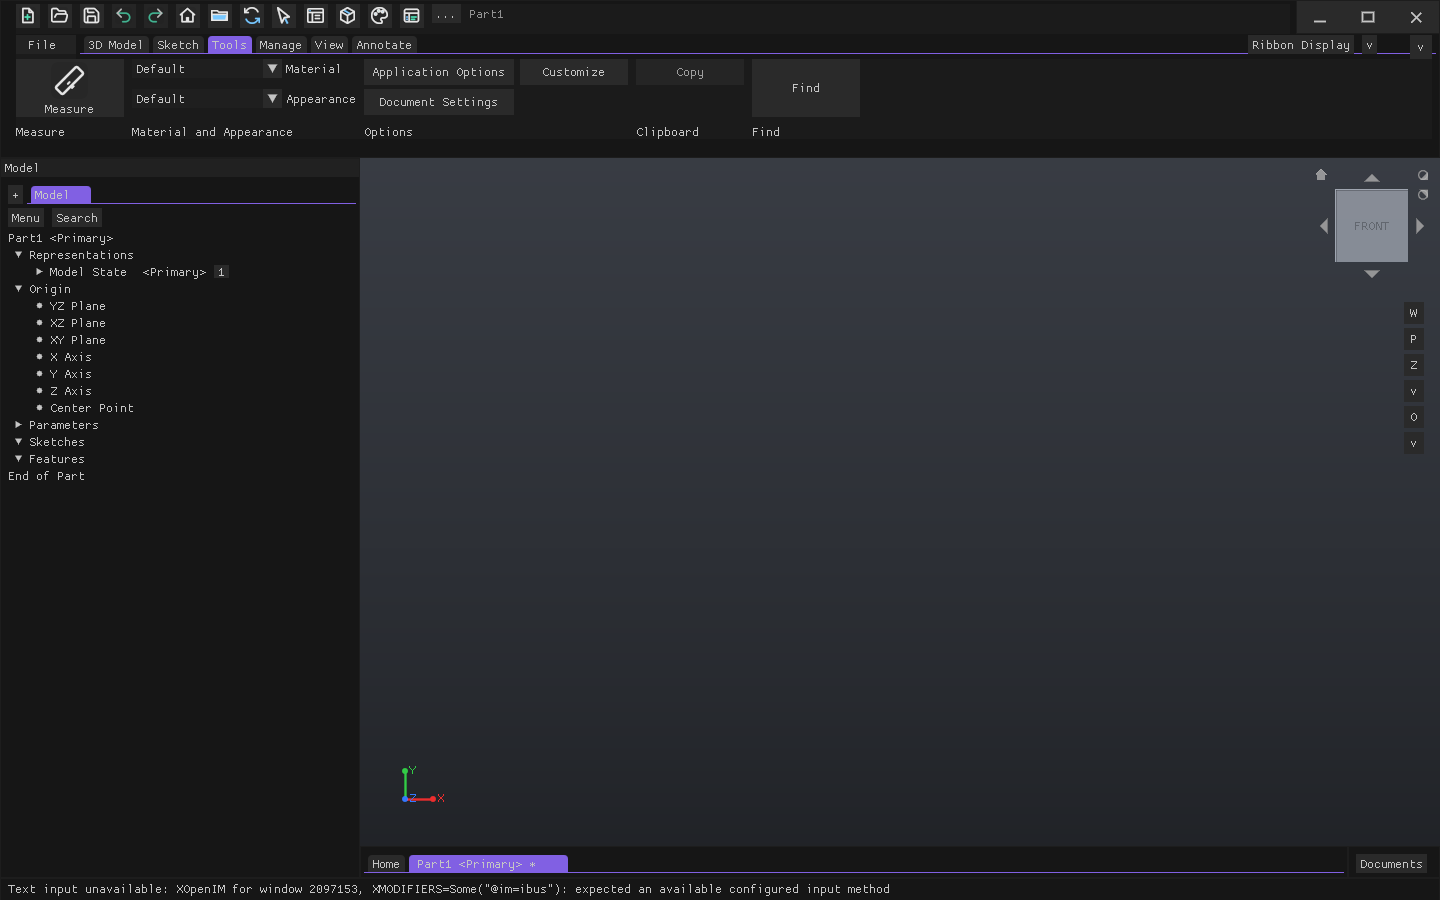 ... Part1
File 3D Model Sketch Tools Manage View Annotate Ribbon Display v v
Default Material Application Options Customize Copy Find
Default Appearance Document Settings
Measure
Measure Material and Appearance Options Clipboard Find
Model
+ Model
Menu Search
Part1 <Primary>
Representations
Model State <Primary> 1
Origin
YZ Plane
XZ Plane
XY Plane
X Axis
Y Axis
Z Axis
Center Point
Parameters
Sketches
Features
End of Part
FRONT
W
P
Z
v
O
v
Y
Z X
Home Part1 <Primary> * Documents
Text input unavailable: XOpenIM for window 2097153, XMODIFIERS=Some("@im=ibus"): expected an available configured input method